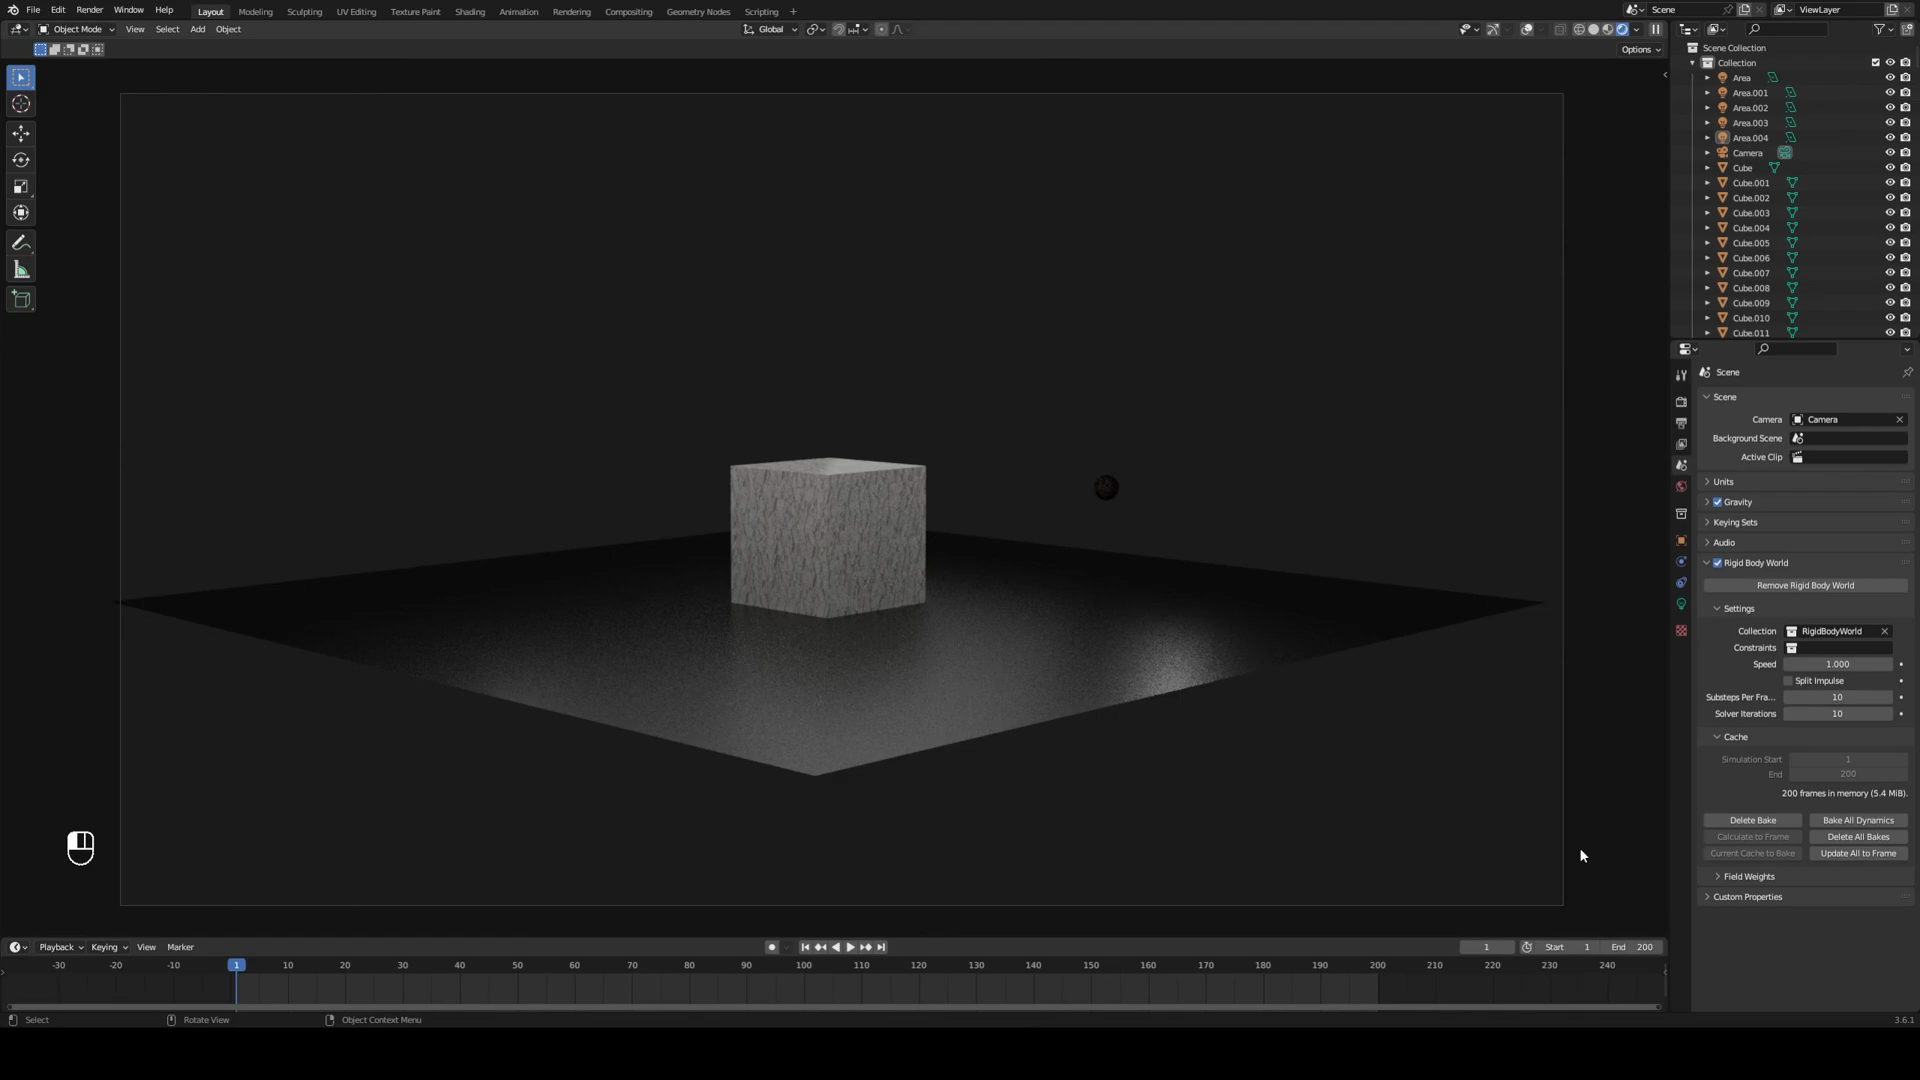 File Edit Render Window Help Layout Modeling Sculpting UV Editing Texture Paint Shading Animation Rendering Compositing Geometry Nodes Scripting + Scene ViewLayer
Object Mode View Select Add Object Global
Options
Scene Collection
Collection
Area
Area.001
Area.002
Area.003
Area.004
Camera
Cube
Cube.001
Cube.002
Cube.003
Cube.004
Cube.005
Cube.006
Cube.007
Cube.008
Cube.009
Cube.010
Cube.011
Scene
Scene
Camera Camera
Background Scene
Active Clip
Units
Gravity
Keying Sets
Audio
Rigid Body World
Remove Rigid Body World
Settings
Collection RigidBodyWorld
Constraints
Speed 1.000
Split Impulse
Substeps Per Fra... 10
Solver Iterations 10
Cache
Simulation Start 1
End 200
200 frames in memory (5.4 MiB).
Delete Bake Bake All Dynamics
Calculate to Frame Delete All Bakes
Current Cache to Bake Update All to Frame
Field Weights
Custom Properties
Playback Keying View Marker 1 Start 1 End 200
-30 -20 -10 1 10 20 30 40 50 60 70 80 90 100 110 120 130 140 150 160 170 180 190 200 210 220 230 240
Select Rotate View Object Context Menu 3.6.1